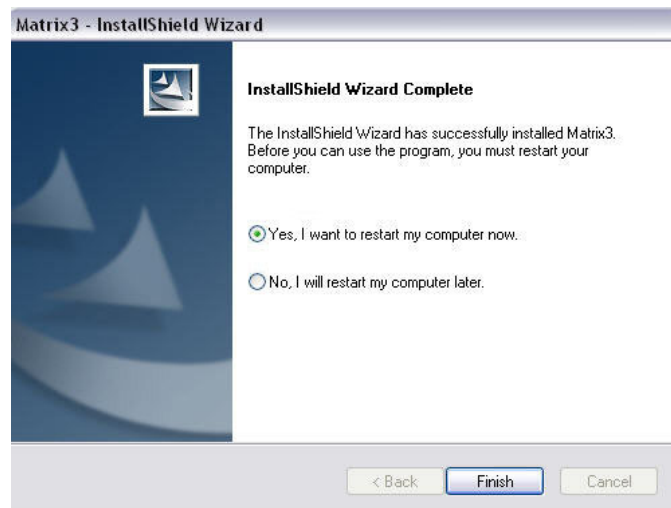 Matrix3 - InstallShield Wizard
InstallShield Wizard Complete
The InstallShield Wizard has successfully installed Matrix3.
Before you can use the program, you must restart your
computer.
Yes, I want to restart my computer now.
No, I will restart my computer later.
< Back
Finish
Cancel